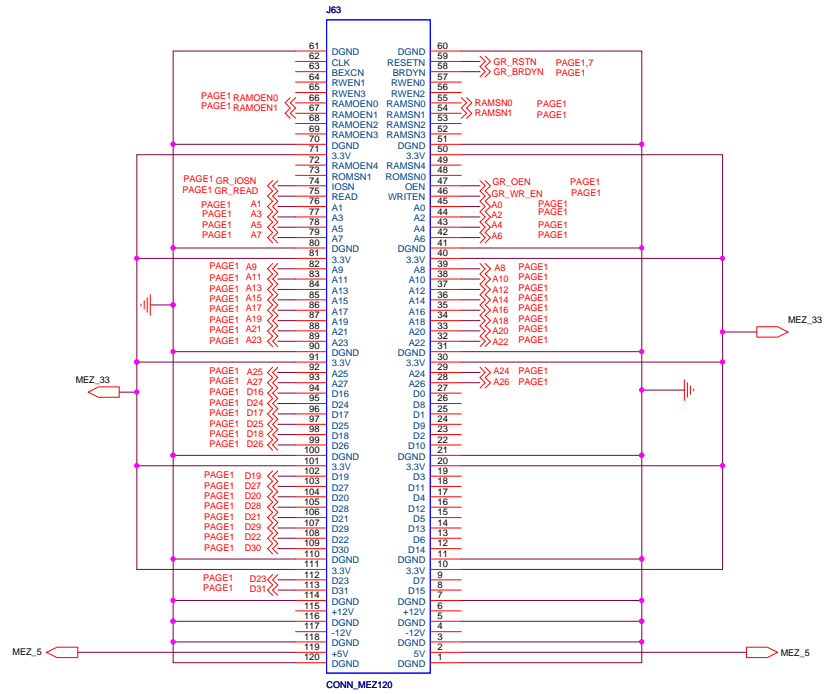 J63
61 DGND DGND 60
62 CLK RESETN 59 GR_RSTN PAGE1,7
63 BEXCN BRDYN 58 GR_BRDYN PAGE1
64 RWEN1 RWEN0 57
65 RWEN3 RWEN2 56
PAGE1 RAMOEN0 66 RAMOEN0 RAMSN0 55 RAMSN0 PAGE1
PAGE1 RAMOEN1 67 RAMOEN1 RAMSN1 54 RAMSN1 PAGE1
68 RAMOEN2 RAMSN2 53
69 RAMOEN3 RAMSN3 52
70 DGND DGND 51
71 3.3V 3.3V 50
72 RAMOEN4 RAMSN4 49
73 ROMSN1 ROMSN0 48
PAGE1 GR_IOSN 74 IOSN OEN 47 GR_OEN PAGE1
PAGE1 GR_READ 75 READ WRITEN 46 GR_WR_EN PAGE1
PAGE1 A1 76 A1 A0 45 A0 PAGE1
PAGE1 A3 77 A3 A2 44 A2 PAGE1
PAGE1 A5 78 A5 A4 43 A4 PAGE1
PAGE1 A7 79 A7 A6 42 A6 PAGE1
80 DGND DGND 41
81 3.3V 3.3V 40
PAGE1 A9 82 A9 A8 39 A8 PAGE1
PAGE1 A11 83 A11 A10 38 A10 PAGE1
PAGE1 A13 84 A13 A12 37 A12 PAGE1
PAGE1 A15 85 A15 A14 36 A14 PAGE1
PAGE1 A17 86 A17 A16 35 A16 PAGE1
PAGE1 A19 87 A19 A18 34 A18 PAGE1
PAGE1 A21 88 A21 A20 33 A20 PAGE1
PAGE1 A23 89 A23 A22 32 A22 PAGE1
MEZ_33
90 DGND DGND 31
91 3.3V 3.3V 30
PAGE1 A25 92 A25 A24 29 A24 PAGE1
PAGE1 A27 93 A27 A26 28 A26 PAGE1
MEZ_33
PAGE1 D16 94 D16 D0 27
PAGE1 D24 95 D24 D8 26
PAGE1 D17 96 D17 D1 25
PAGE1 D25 97 D25 D9 24
PAGE1 D18 98 D18 D2 23
PAGE1 D26 99 D26 D10 22
100 DGND DGND 21
101 3.3V 3.3V 20
PAGE1 D19 102 D19 D3 19
PAGE1 D27 103 D27 D11 18
PAGE1 D20 104 D20 D4 17
PAGE1 D28 105 D28 D12 16
PAGE1 D21 106 D21 D5 15
PAGE1 D29 107 D29 D13 14
PAGE1 D22 108 D22 D6 13
PAGE1 D30 109 D30 D14 12
110 DGND DGND 11
111 3.3V 3.3V 10
PAGE1 D23 112 D23 D7 9
PAGE1 D31 113 D31 D15 8
114 DGND DGND 7
115 +12V +12V 6
116 DGND DGND 5
117 -12V -12V 4
118 DGND DGND 3
MEZ_5 119 +5V 5V 2 MEZ_5
120 DGND DGND 1
CONN_MEZ120